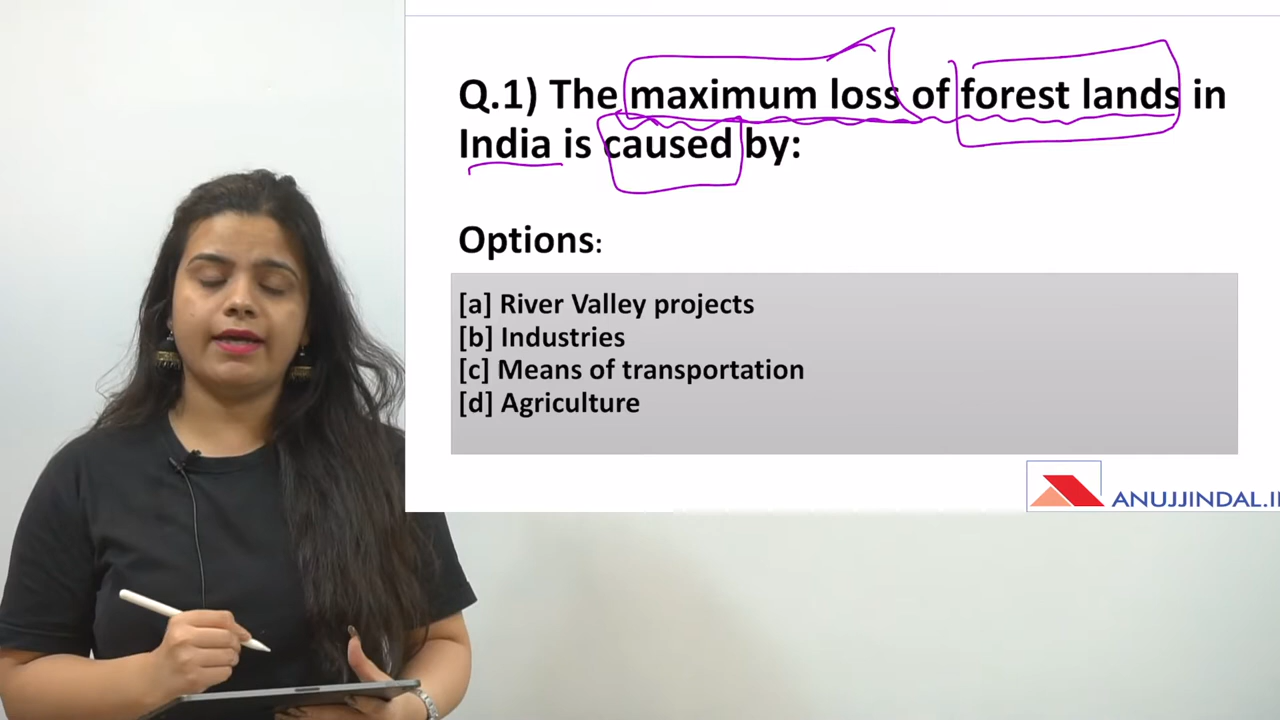 Q.1) The maximum loss of forest lands in
India is caused by:
Options:
[a] River Valley projects
[b] Industries
[c] Means of transportation
[d] Agriculture
ANUJJINDAL.I